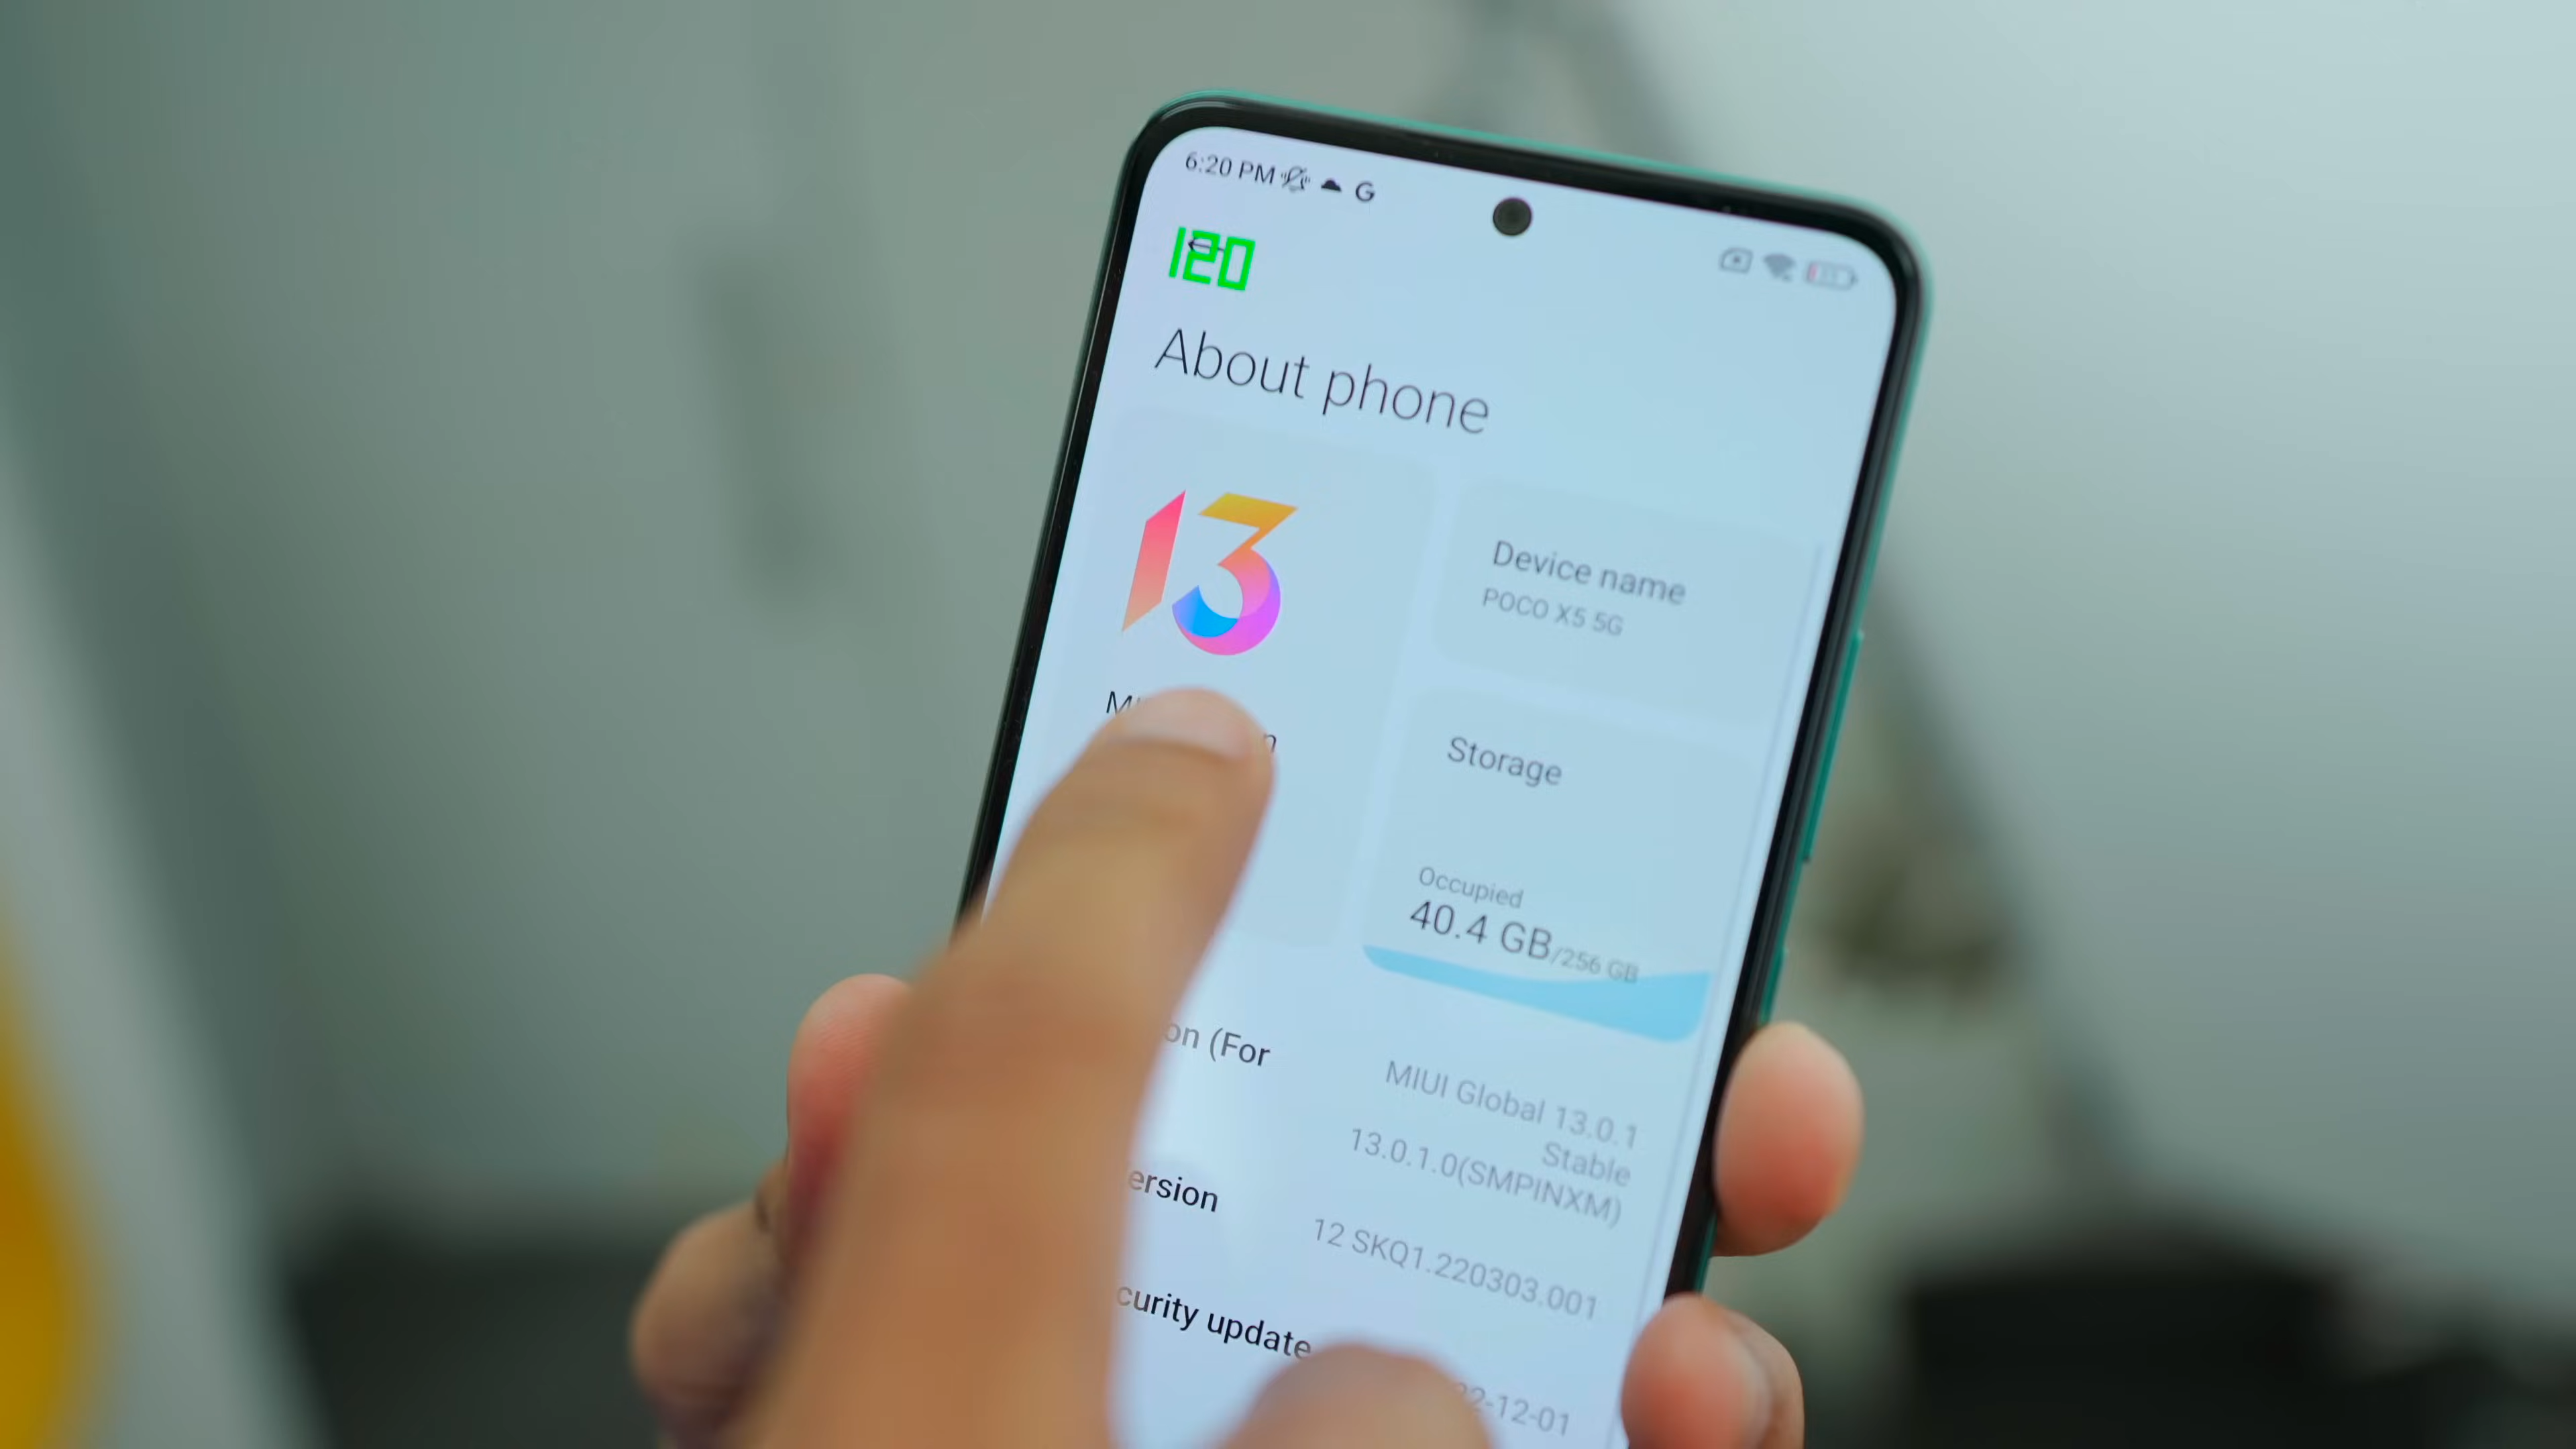 6:20 PM G
120
About phone
13
Device name
POCO X5 5G
Storage
Occupied
40.4 GB/256 GB
on (For
MIUI Global 13.0.1
Stable
13.0.1.0(SMPINXM)
ersion
12 SKQ1.220303.001
curity update
22-12-01